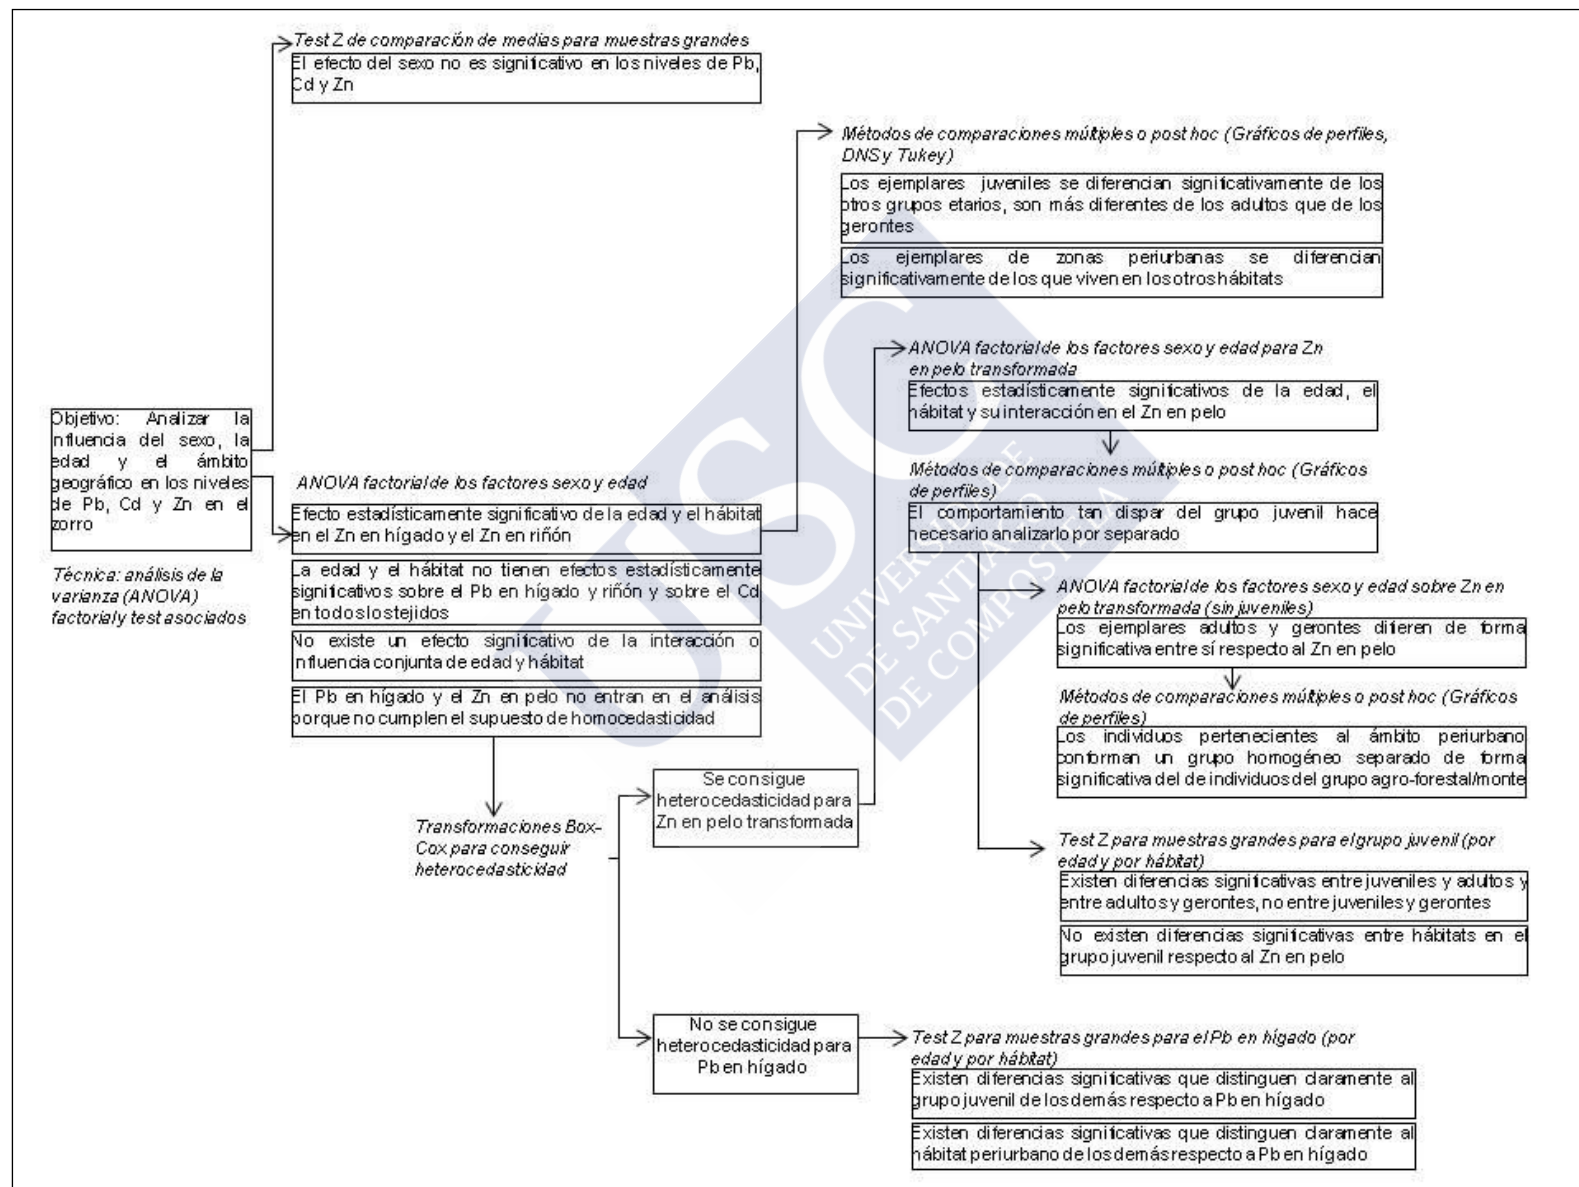 Test Z de comparación de medias para muestras grandes
El efecto del sexo no es significativo en los niveles de Pb,
Cd y Zn
Métodos de comparaciones múltiples o post hoc (Gráficos de perfiles,
DNS y Tukey)
Los ejemplares juveniles se diferencian significativamente de los
otros grupos etarios, son más diferentes de los adultos que de los
gerontes
Los ejemplares de zonas periurbanas se diferencian
significativamente de los que viven en los otros hábitats
ANOVA factorial de los factores sexo y edad para Zn
en pelo transformada
Efectos estadísticamente significativos de la edad, el
hábitat y su interacción en el Zn en pelo
Métodos de comparaciones múltiples o post hoc (Gráficos
de perfiles)
El comportamiento tan dispar del grupo juvenil hace
necesario analizarlo por separado
Objetivo: Analizar la
influencia del sexo, la
edad y el ámbito
geográfico en los niveles
de Pb, Cd y Zn en el
zorro
Técnica: análisis de la
varianza (ANOVA)
factorial y test asociados
ANOVA factorial de los factores sexo y edad
Efecto estadísticamente significativo de la edad y el hábitat
en el Zn en hígado y el Zn en riñón
La edad y el hábitat no tienen efectos estadísticamente
significativos sobre el Pb en hígado y riñón y sobre el Cd
en todos los tejidos
No existe un efecto significativo de la interacción o
influencia conjunta de edad y hábitat
El Pb en hígado y el Zn en pelo no entran en el análisis
porque no cumplen el supuesto de homocedasticidad
ANOVA factorial de los factores sexo y edad sobre Zn en
pelo transformada (sin juveniles)
Los ejemplares adultos y gerontes difieren de forma
significativa entre sí respecto al Zn en pelo
Métodos de comparaciones múltiples o post hoc (Gráficos
de perfiles)
Los individuos pertenecientes al ámbito periurbano
conforman un grupo homogéneo separado de forma
significativa del de individuos del grupo agro-forestal/monte
Transformaciones Box-
Cox para conseguir
heterocedasticidad
Se consigue
heterocedasticidad para
Zn en pelo transformada
Test Z para muestras grandes para el grupo juvenil (por
edad y por hábitat)
Existen diferencias significativas entre juveniles y adultos y
entre adultos y gerontes, no entre juveniles y gerontes
No existen diferencias significativas entre hábitats en el
grupo juvenil respecto al Zn en pelo
No se consigue
heterocedasticidad para
Pb en hígado
Test Z para muestras grandes para el Pb en hígado (por
edad y por hábitat)
Existen diferencias significativas que distinguen claramente al
grupo juvenil de los demás respecto a Pb en hígado
Existen diferencias significativas que distinguen claramente al
hábitat periurbano de los demás respecto a Pb en hígado
USC
UNIVERSIDADE
DE SANTIAGO
DE COMPOSTELA